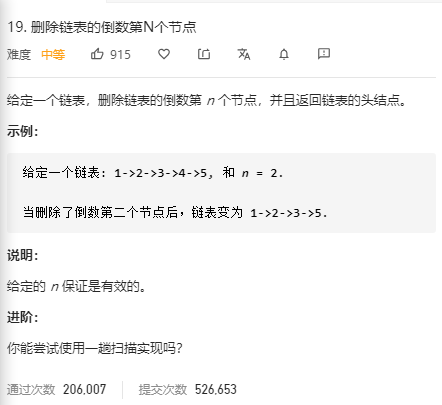 19. 删除链表的倒数第N个节点
难度 中等 915
给定一个链表，删除链表的倒数第 n 个节点，并且返回链表的头结点。
示例：
给定一个链表: 1->2->3->4->5, 和 n = 2.
当删除了倒数第二个节点后，链表变为 1->2->3->5.
说明：
给定的 n 保证是有效的。
进阶：
你能尝试使用一趟扫描实现吗？
通过次数 206,007 提交次数 526,653